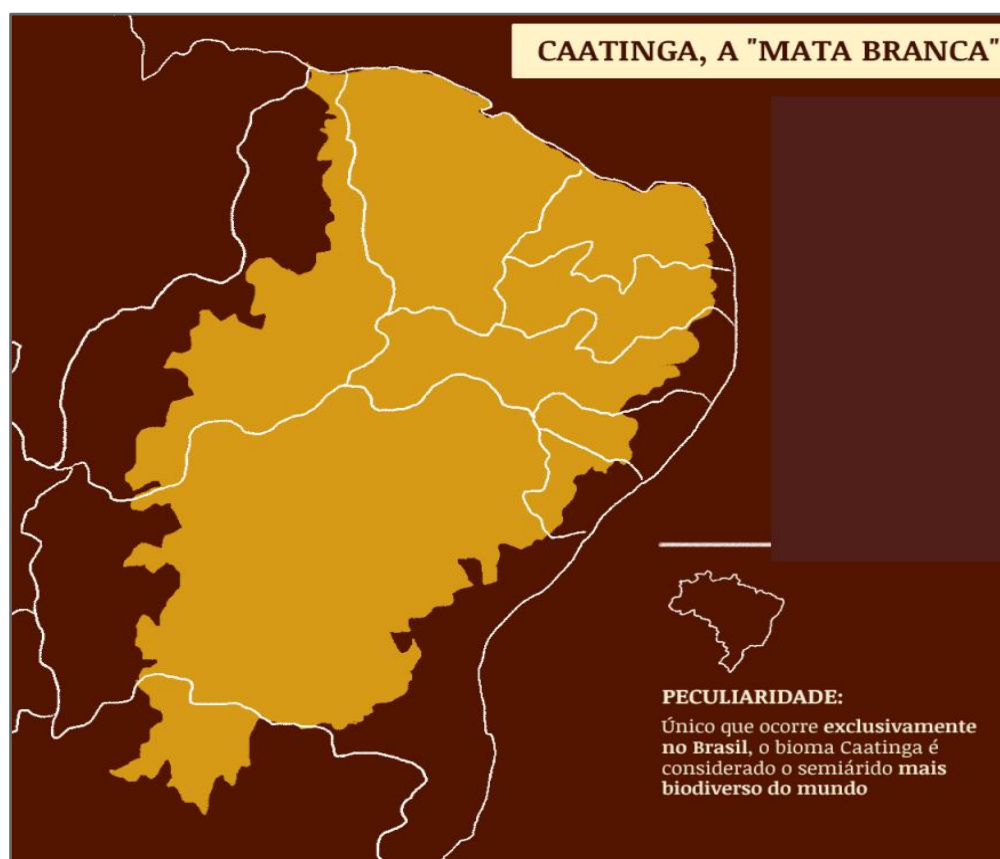 CAATINGA, A "MATA BRANCA"
PECULIARIDADE:
Único que ocorre exclusivamente
no Brasil, o bioma Caatinga é
considerado o semiárido mais
biodiverso do mundo